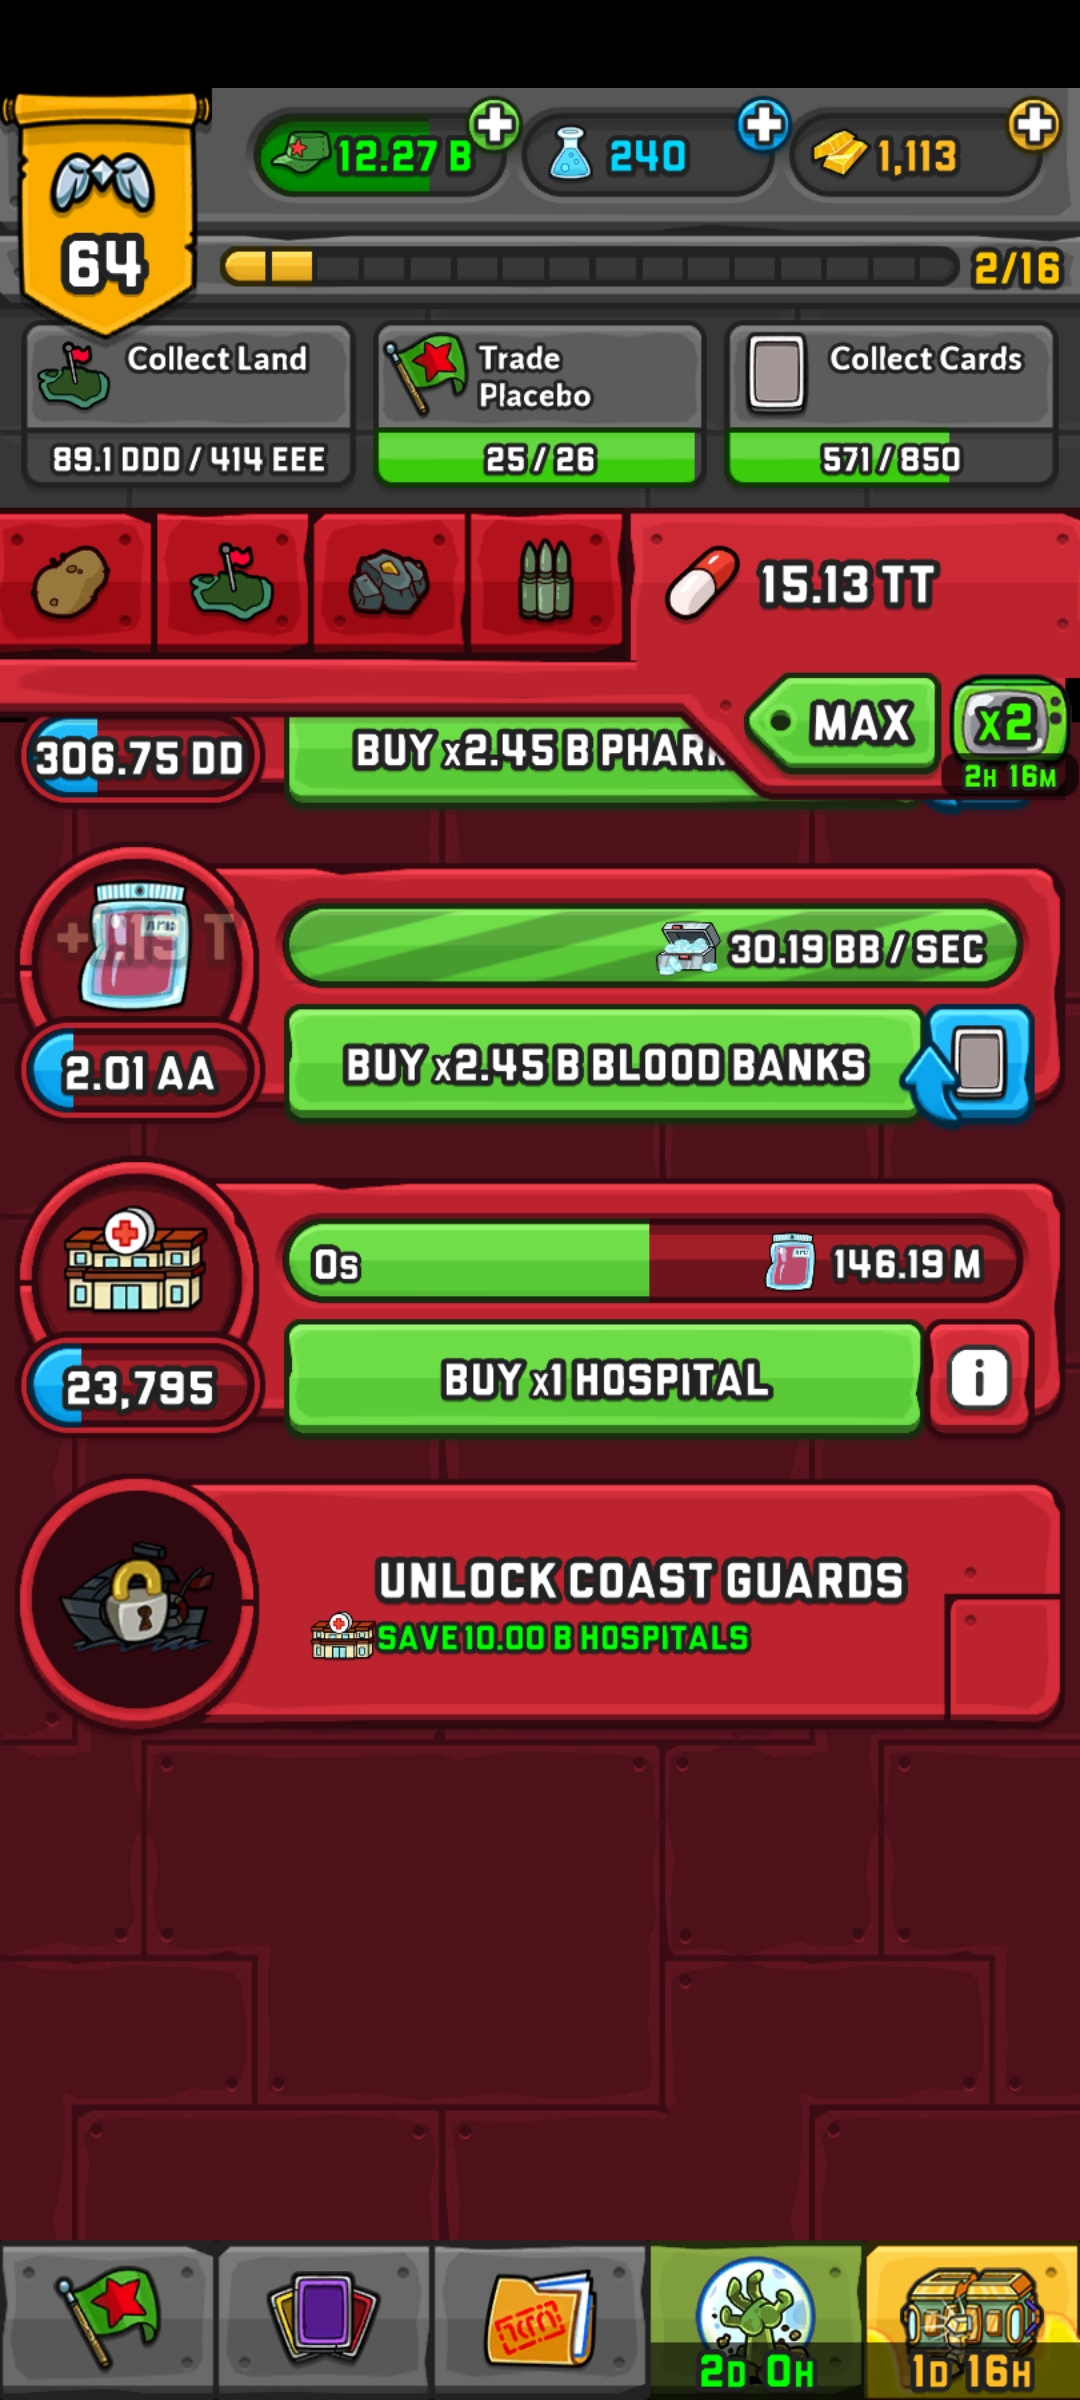 12.27 B
240
1,113
64
2/16
Collect Land
89.1 DDD / 414 EEE
Trade
Placebo
25 / 26
Collect Cards
571 / 850
15.13 TT
MAX
x2
2H 16M
306.75 DD
BUY x2.45 B
30.19 BB / SEC
2.01 AA
BUY x2.45 B BLOOD BANKS
0s
146.19 M
23,795
BUY x1 HOSPITAL
i
UNLOCK COAST GUARDS
SAVE 10.00 B HOSPITALS
2D 0H
1D 16H